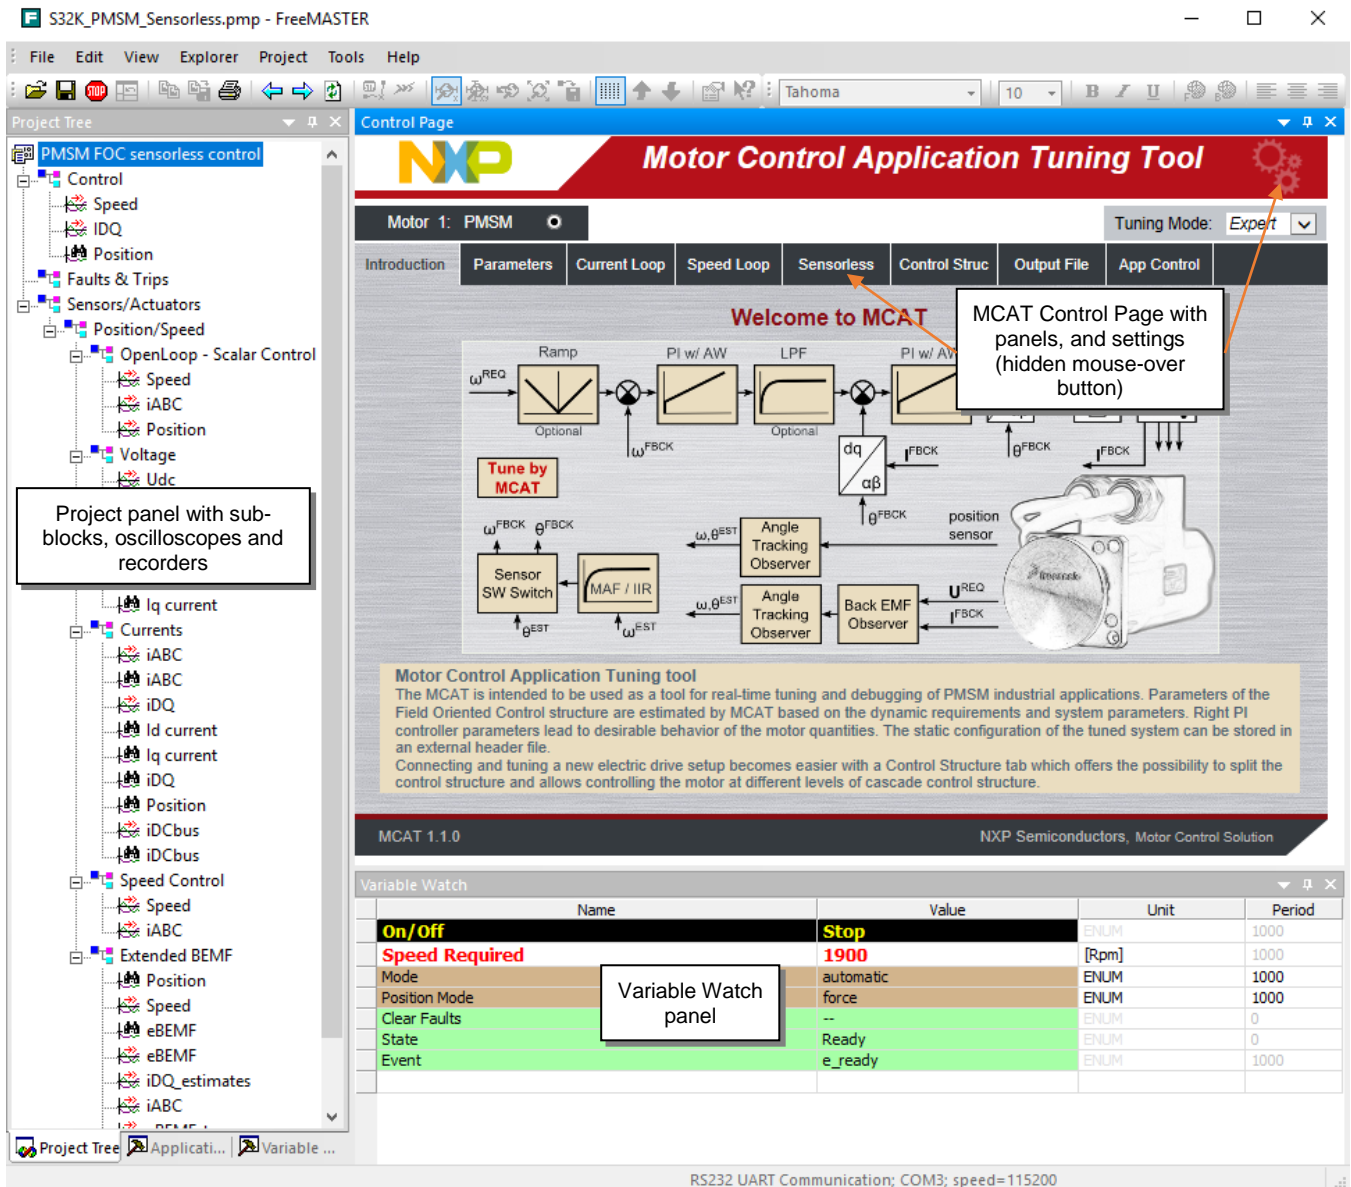 S32K_PMSM_Sensorless.pmp - FreeMASTER
File Edit View Explorer Project Tools Help
Tahoma 10 B I U
Project Tree
PMSM FOC sensorless control
Control
Speed
IDQ
Position
Faults & Trips
Sensors/Actuators
Position/Speed
OpenLoop - Scalar Control
Speed
iABC
Position
Voltage
Udc
Project panel with sub-
blocks, oscilloscopes and
recorders
Iq current
Currents
iABC
iABC
iDQ
Id current
Iq current
iDQ
Position
iDCbus
iDCbus
Speed Control
Speed
iABC
Extended BEMF
Position
Speed
eBEMF
eBEMF
iDQ_estimates
iABC
Project Tree Applicati... Variable ...
Control Page
NXP
Motor Control Application Tuning Tool
Motor 1: PMSM
Tuning Mode: Expert
Introduction Parameters Current Loop Speed Loop Sensorless Control Struc Output File App Control
Welcome to MCAT
MCAT Control Page with
panels, and settings
(hidden mouse-over
button)
Ramp PI w/ AW LPF PI w/ AW
ωREQ
Optional Optional
ωFBCK
dq
αβ
IFBCK
θFBCK
IFBCK
Tune by
MCAT
θFBCK
position
sensor
ωFBCK θFBCK
ω,θEST
Angle
Tracking
Observer
Sensor
SW Switch
MAF / IIR
ω,θEST
Angle
Tracking
Observer
Back EMF
Observer
UREQ
IFBCK
θEST
ωEST
Motor Control Application Tuning tool
The MCAT is intended to be used as a tool for real-time tuning and debugging of PMSM industrial applications. Parameters of the
Field Oriented Control structure are estimated by MCAT based on the dynamic requirements and system parameters. Right PI
controller parameters lead to desirable behavior of the motor quantities. The static configuration of the tuned system can be stored in
an external header file.
Connecting and tuning a new electric drive setup becomes easier with a Control Structure tab which offers the possibility to split the
control structure and allows controlling the motor at different levels of cascade control structure.
MCAT 1.1.0
NXP Semiconductors, Motor Control Solution
Variable Watch
Name Value Unit Period
On/Off Stop ENUM 1000
Speed Required 1900 [Rpm] 1000
Mode automatic ENUM 1000
Position Mode force ENUM 1000
Clear Faults -- ENUM 0
State Ready ENUM 0
Event e_ready ENUM 1000
Variable Watch
panel
RS232 UART Communication; COM3; speed=115200